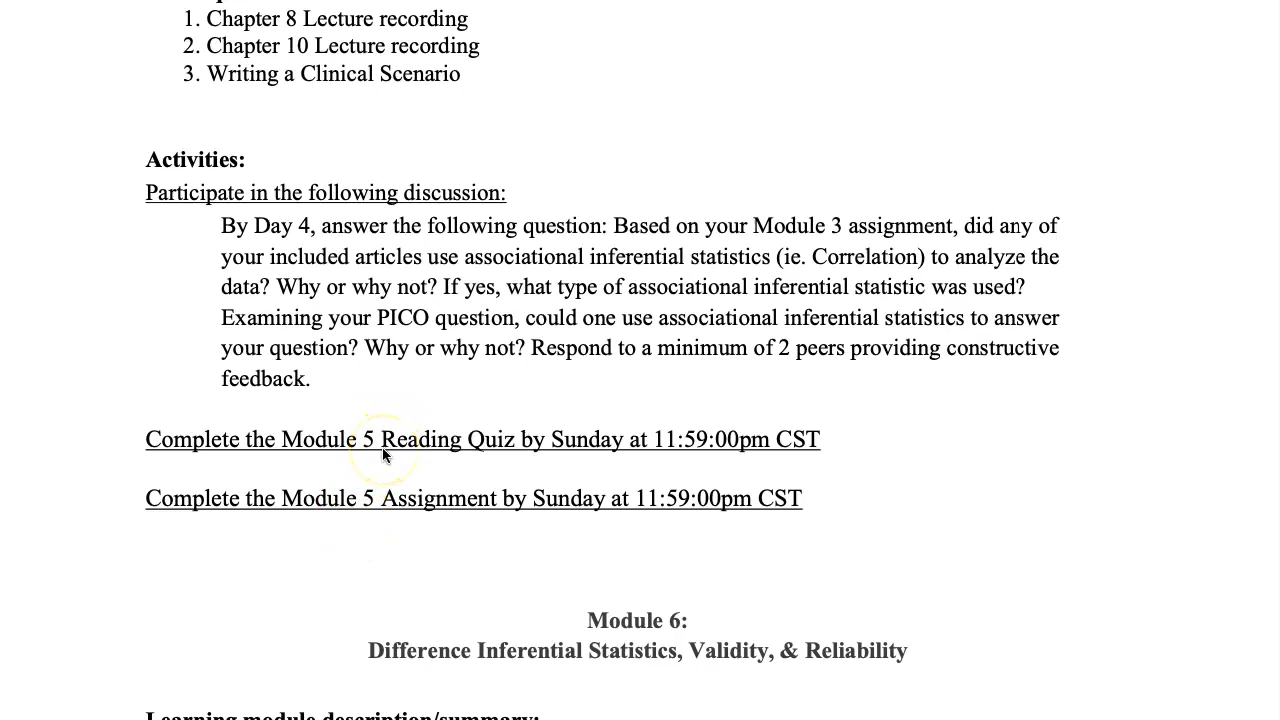 1. Chapter 8 Lecture recording
2. Chapter 10 Lecture recording
3. Writing a Clinical Scenario
Activities:
Participate in the following discussion:
By Day 4, answer the following question: Based on your Module 3 assignment, did any of
your included articles use associational inferential statistics (ie. Correlation) to analyze the
data? Why or why not? If yes, what type of associational inferential statistic was used?
Examining your PICO question, could one use associational inferential statistics to answer
your question? Why or why not? Respond to a minimum of 2 peers providing constructive
feedback.
Complete the Module 5 Reading Quiz by Sunday at 11:59:00pm CST
Complete the Module 5 Assignment by Sunday at 11:59:00pm CST
Module 6:
Difference Inferential Statistics, Validity, & Reliability
Learning module description/summary: